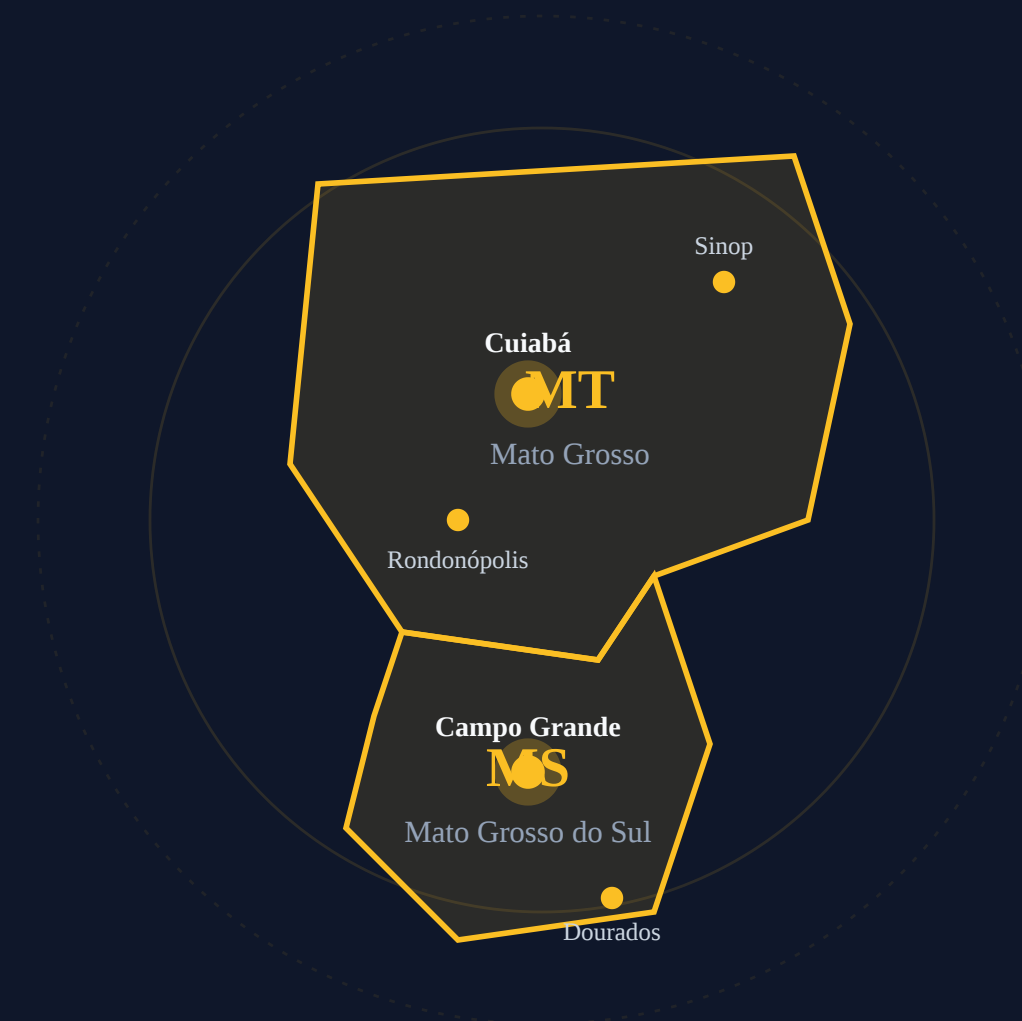 Sinop
Cuiabá
MT
Mato Grosso
Rondonópolis
Campo Grande
MS
Mato Grosso do Sul
Dourados